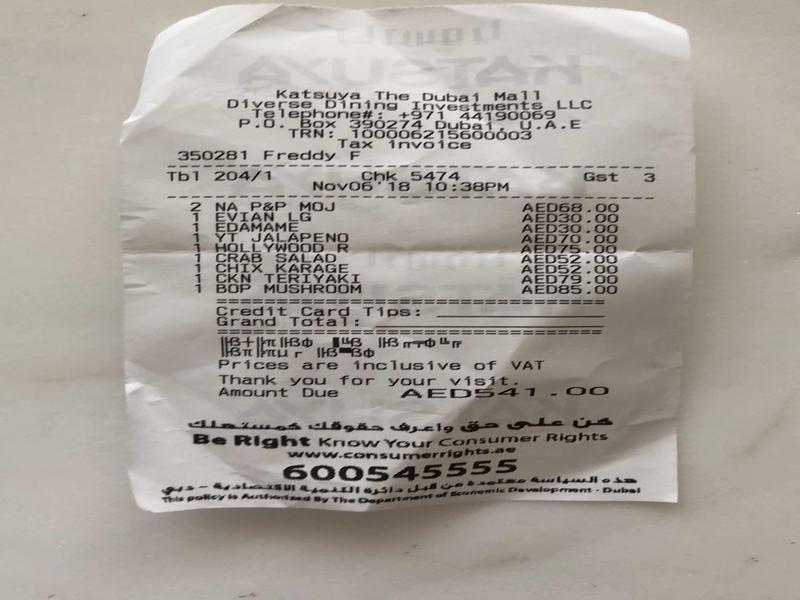 Katsuya The Dubai Mall
Diverse Dining Investments LLC
Telephone#: +971 44190069
P.O. Box 390274 Dubai, U.A.E
TRN: 100006215600003
Tax invoice
350281 Freddy F
Tbl 204/1 Chk 5474 Gst 3
Nov06'18 10:38PM
2 NA P&P MOJ AED68.00
1 EVIAN LG AED30.00
1 EDAMAME AED30.00
1 YT JALAPENO AED70.00
1 HOLLYWOOD R AED75.00
1 CRAB SALAD AED52.00
1 CHIX KARAGE AED52.00
1 CKN TERIYAKI AED79.00
1 BOP MUSHROOM AED85.00
Credit Card Tips:
Grand Total:
Prices are inclusive of VAT
Thank you for your visit.
Amount Due AED541.00
كن على حق واعرف حقوقك كمستهلك
Be Right Know Your Consumer Rights
www.consumerrights.ae
600545555
هذه السياسة معتمدة من قبل دائرة التنمية الاقتصادية - دبي
This policy is Authorized By The Department of Economic Development - Dubai